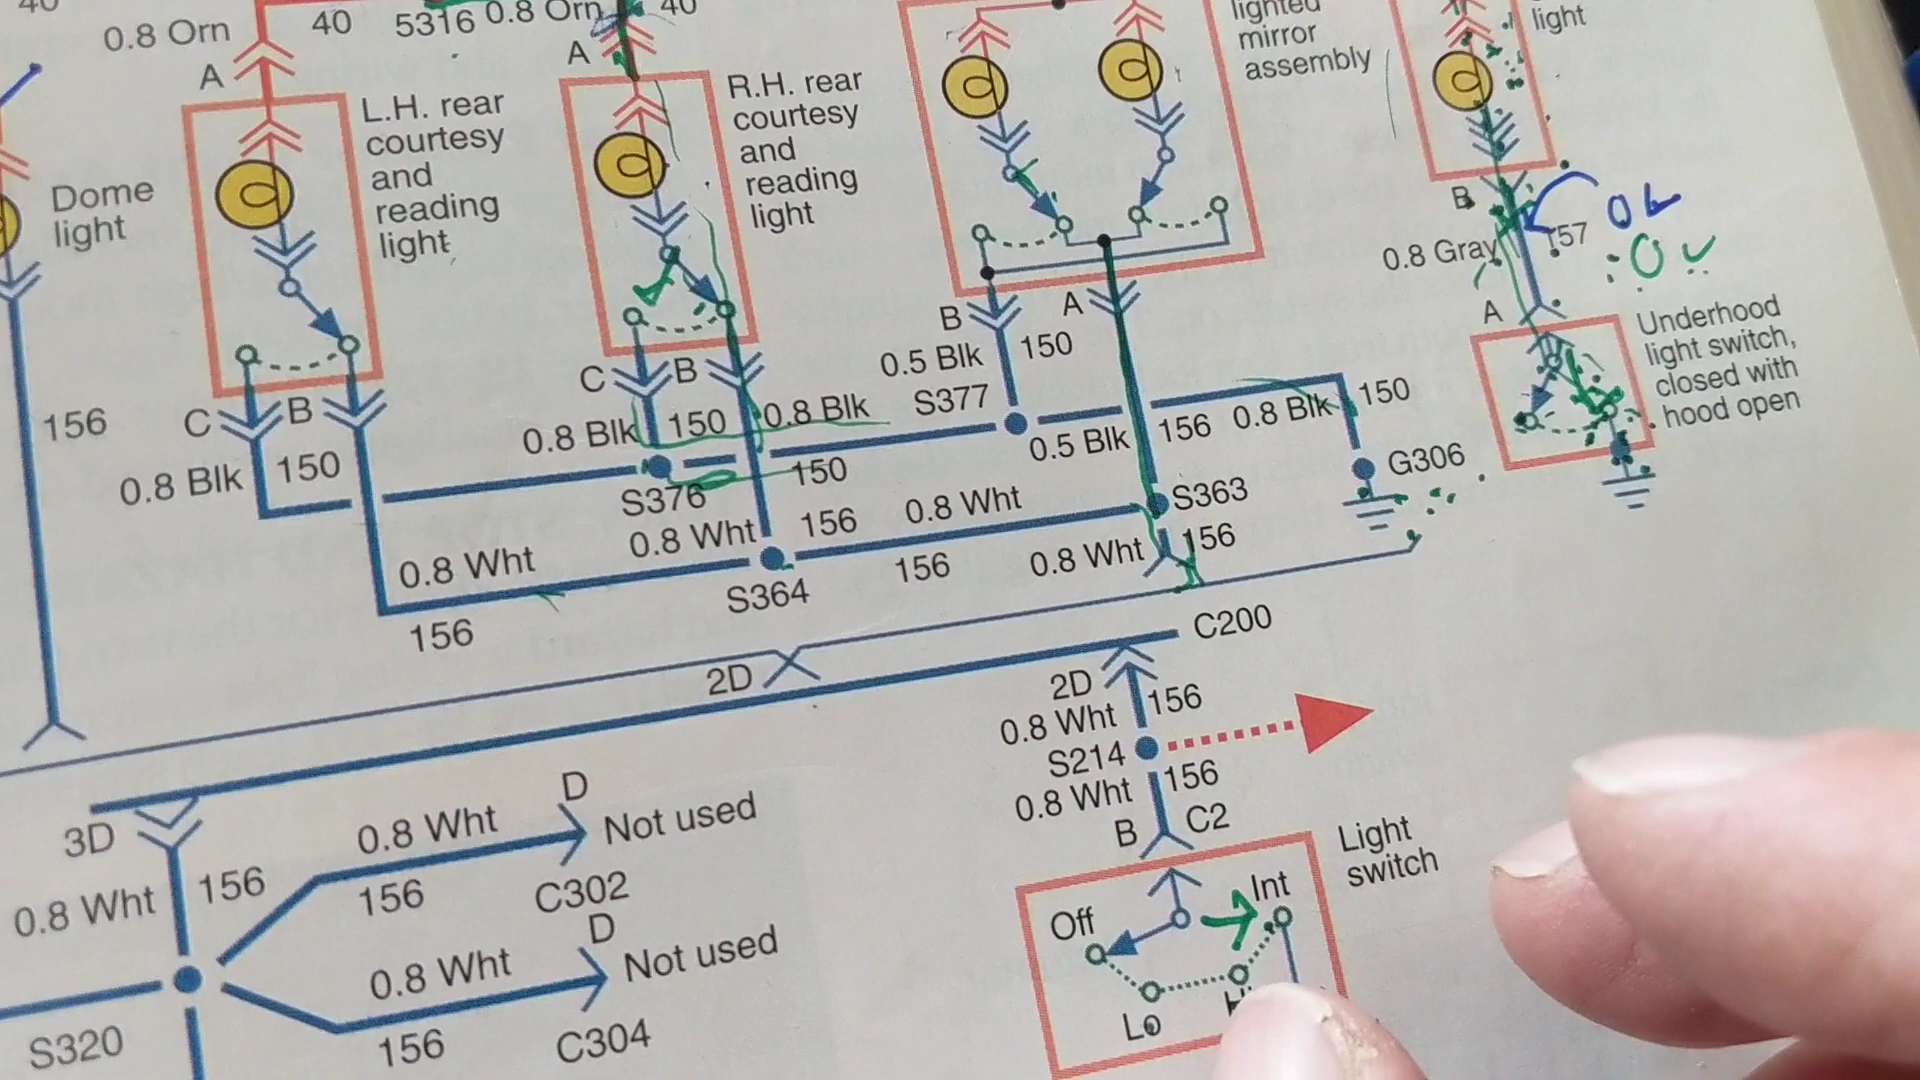 40
0.8 Orn
40
5316
0.8 Orn
40
A
A
lighted
mirror
assembly
light
Dome
light
L.H. rear
courtesy
and
reading
light
R.H. rear
courtesy
and
reading
light
B
0.8 Gray
157
A
Underhood
light switch,
closed with
hood open
156
C
B
0.8 Blk
150
C
B
0.8 Blk
150
0.8 Blk
150
S376
B
A
0.5 Blk
150
S377
0.5 Blk
156
0.8 Blk
150
G306
0.8 Wht
156
0.8 Wht
156
S364
0.8 Wht
156
S363
0.8 Wht
156
2D
C200
2D
0.8 Wht
156
S214
0.8 Wht
156
B
C2
Light
switch
Off
Int
Lo
3D
0.8 Wht
156
0.8 Wht
D
Not used
156
C302
0.8 Wht
D
Not used
156
C304
S320